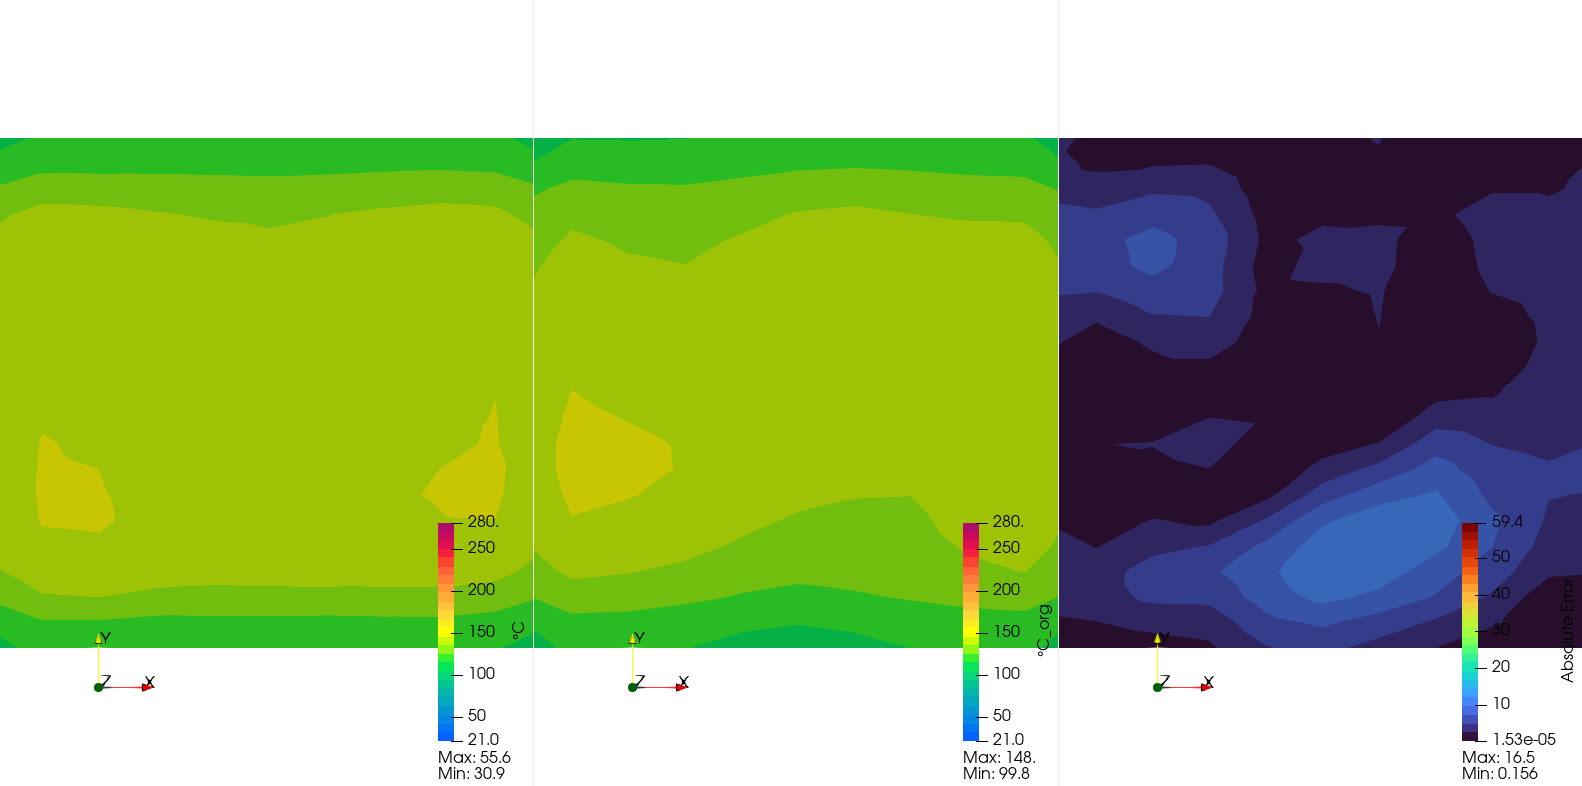 280.
250
200
150
100
50
21.0
°C
Max: 55.6
Min: 30.9
Y
Z
X
280.
250
200
150
100
50
21.0
°C_org
Max: 148.
Min: 99.8
Y
Z
X
59.4
50
40
30
20
10
1.53e-05
Absolute Error
Max: 16.5
Min: 0.156
Y
Z
X